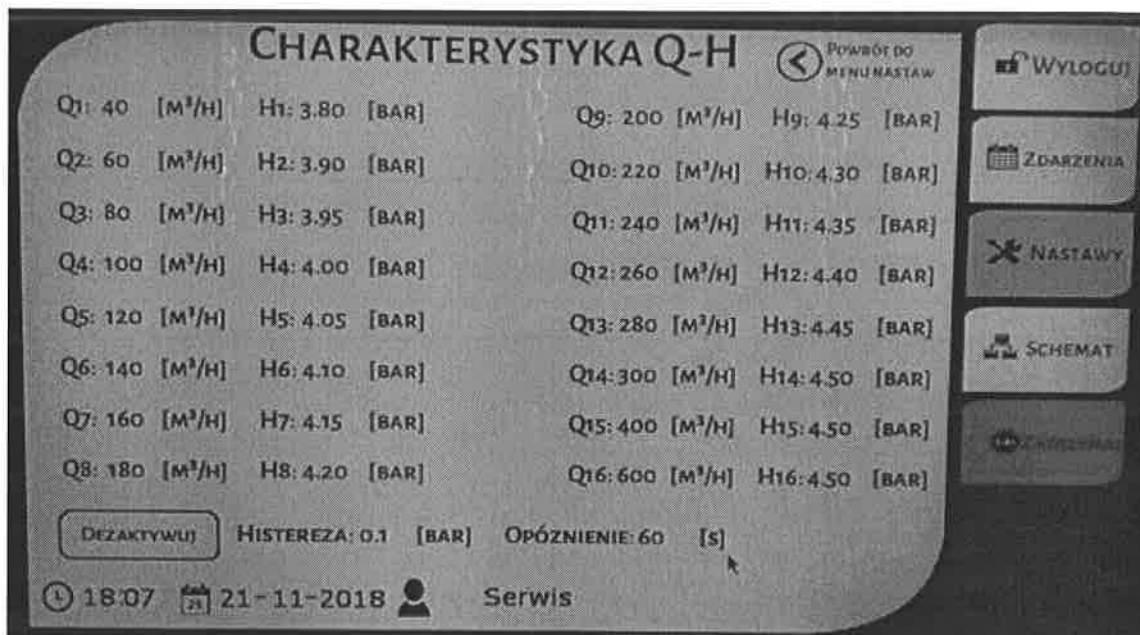 CHARAKTERYSTYKA Q-H
POWRÓT DO
MENU NASTAW
Q1: 40 [M³/H] H1: 3.80 [BAR]
Q2: 60 [M³/H] H2: 3.90 [BAR]
Q3: 80 [M³/H] H3: 3.95 [BAR]
Q4: 100 [M³/H] H4: 4.00 [BAR]
Q5: 120 [M³/H] H5: 4.05 [BAR]
Q6: 140 [M³/H] H6: 4.10 [BAR]
Q7: 160 [M³/H] H7: 4.15 [BAR]
Q8: 180 [M³/H] H8: 4.20 [BAR]
Q9: 200 [M³/H] H9: 4.25 [BAR]
Q10: 220 [M³/H] H10: 4.30 [BAR]
Q11: 240 [M³/H] H11: 4.35 [BAR]
Q12: 260 [M³/H] H12: 4.40 [BAR]
Q13: 280 [M³/H] H13: 4.45 [BAR]
Q14: 300 [M³/H] H14: 4.50 [BAR]
Q15: 400 [M³/H] H15: 4.50 [BAR]
Q16: 600 [M³/H] H16: 4.50 [BAR]
DEZAKTYWUJ HISTEREZA: 0.1 [BAR] OPÓZNIENIE: 60 [S]
18:07 21-11-2018 Serwis
WYLOGUJ
ZDARZENIA
NASTAWY
SCHEMAT